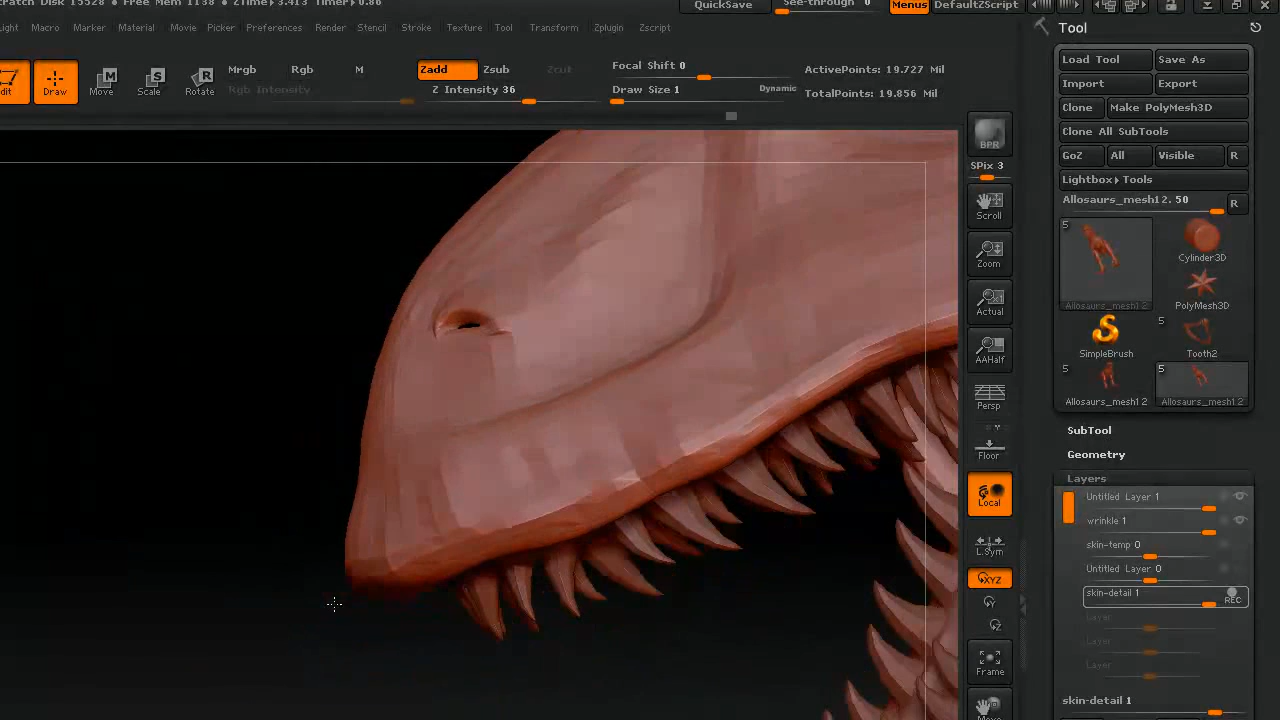 cratch Disk 15528 • Free Mem 1138 • ZTime▸3.413 Timer▸0.86
QuickSave See-through 0 Menus DefaultZScript
Light Macro Marker Material Movie Picker Preferences Render Stencil Stroke Texture Tool Transform Zplugin Zscript
Tool
Load Tool Save As
Import Export
Clone Make PolyMesh3D
Clone All SubTools
GoZ All Visible R
Lightbox▸Tools
Allosaurs_mesh12. 50 R
dit Draw Move Scale Rotate
M S R
Mrgb Rgb M
Rgb Intensity
Zadd Zsub Zcut
Z Intensity 36
Focal Shift 0
Draw Size 1 Dynamic
ActivePoints: 19.727 Mil
TotalPoints: 19.856 Mil
BPR
SPix 3
Scroll
Zoom
Actual
AAHalf
Persp
Floor
Local
L.Sym
XYZ
Y
Z
Frame
Move
5 Cylinder3D
Allosaurs_mesh12 PolyMesh3D
5
SimpleBrush Tooth2
5 5
Allosaurs_mesh12 Allosaurs_mesh12
SubTool
Geometry
Layers
Untitled Layer 1
wrinkle 1
skin-temp 0
Untitled Layer 0
skin-detail 1 REC
Layer
Layer
Layer
skin-detail 1